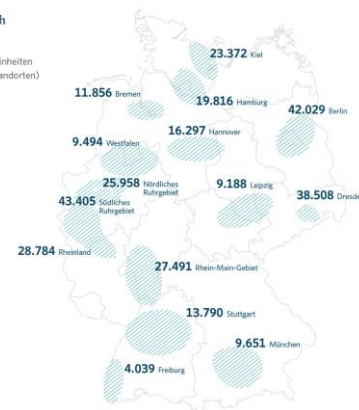 h
inheiten
andorten)
23.372 Kiel
11.856 Bremen
19.816 Hamburg
42.029 Berlin
16.297 Hannover
9.494 Westfalen
25.958 Nördliches
Ruhrgebiet
9.188 Leipzig
43.405 Südliches
Ruhrgebiet
38.508 Dresde
28.784 Rheinland
27.491 Rhein-Main-Gebiet
13.790 Stuttgart
9.651 München
4.039 Freiburg